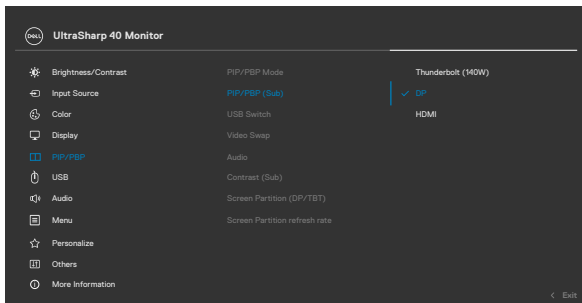 DELL UltraSharp 40 Monitor
Brightness/Contrast PIP/PBP Mode Thunderbolt (140W)
Input Source PIP/PBP (Sub) DP
Color USB Switch HDMI
Display Video Swap
PIP/PBP Audio
USB Contrast (Sub)
Audio Screen Partition (DP/TBT)
Menu Screen Partition refresh rate
Personalize
Others
More Information
< Exit